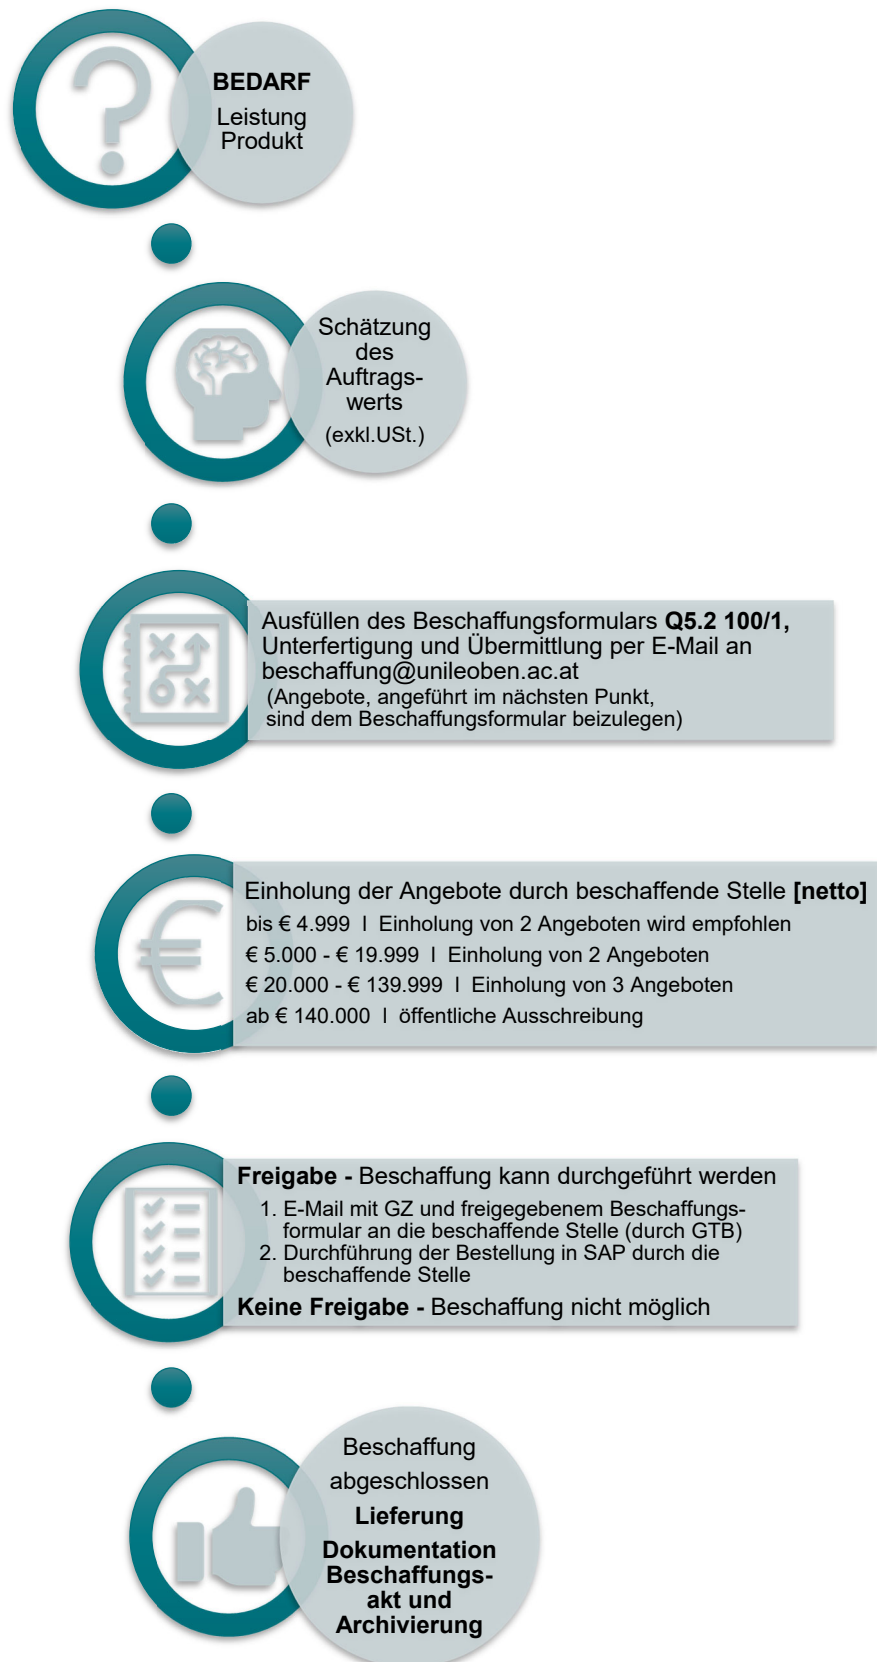 BEDARF
Leistung
Produkt
Schätzung
des
Auftrags-
werts
(exkl.USt.)
Ausfüllen des Beschaffungsformulars Q5.2 100/1,
Unterfertigung und Übermittlung per E-Mail an
beschaffung@unileoben.ac.at
(Angebote, angeführt im nächsten Punkt,
sind dem Beschaffungsformular beizulegen)
€
Einholung der Angebote durch beschaffende Stelle [netto]
bis € 4.999 I Einholung von 2 Angeboten wird empfohlen
€ 5.000 - € 19.999 I Einholung von 2 Angeboten
€ 20.000 - € 139.999 I Einholung von 3 Angeboten
ab € 140.000 I öffentliche Ausschreibung
Freigabe - Beschaffung kann durchgeführt werden
1. E-Mail mit GZ und freigegebenem Beschaffungs-
formular an die beschaffende Stelle (durch GTB)
2. Durchführung der Bestellung in SAP durch die
beschaffende Stelle
Keine Freigabe - Beschaffung nicht möglich
Beschaffung
abgeschlossen
Lieferung
Dokumentation
Beschaffungs-
akt und
Archivierung